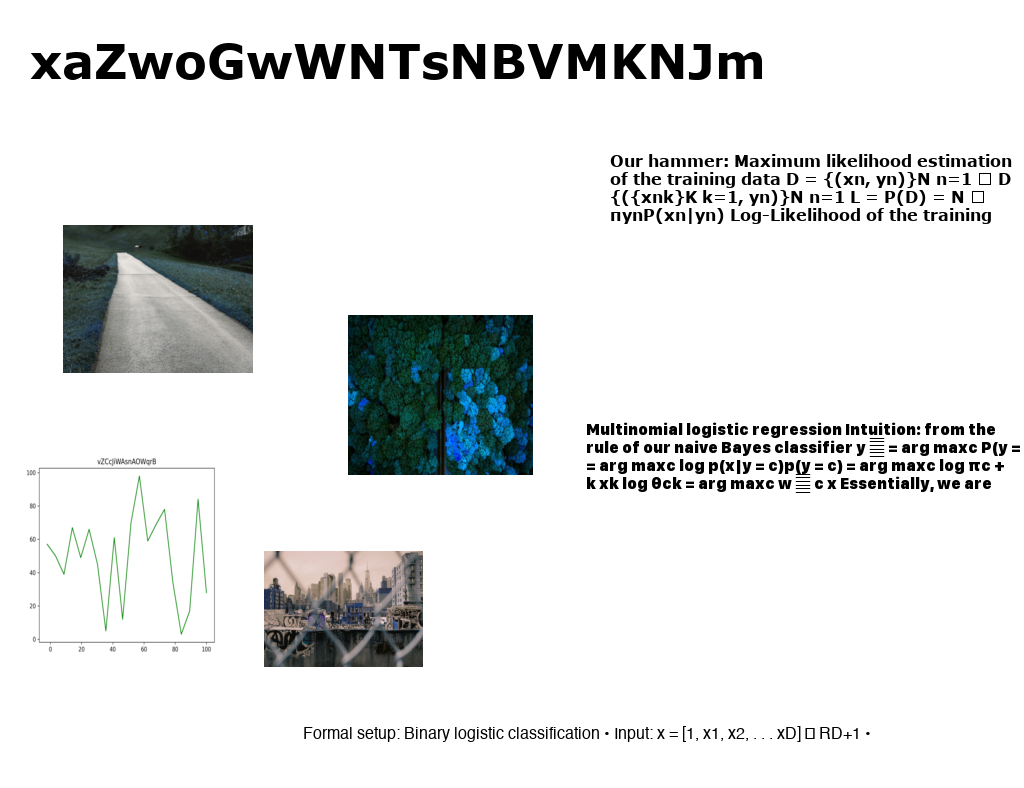 xaZwoGwWNTsNBVMKNJm
Our hammer: Maximum likelihood estimation
of the training data D = {(xn, yn)}N n=1 □ D
{({xnk}K k=1, yn)}N n=1 L = P(D) = N □
πynP(xn|yn) Log-Likelihood of the training
Multinomial logistic regression Intuition: from the
rule of our naive Bayes classifier y = arg maxc P(y =
= arg maxc log p(x|y = c)p(y = c) = arg maxc log πc +
k xk log θck = arg maxc w c x Essentially, we are
vZCcjiWAsnAOWqrB
100
80
60
40
20
0
0 20 40 60 80 100
Formal setup: Binary logistic classification • Input: x = [1, x1, x2, . . . xD] □ RD+1 •